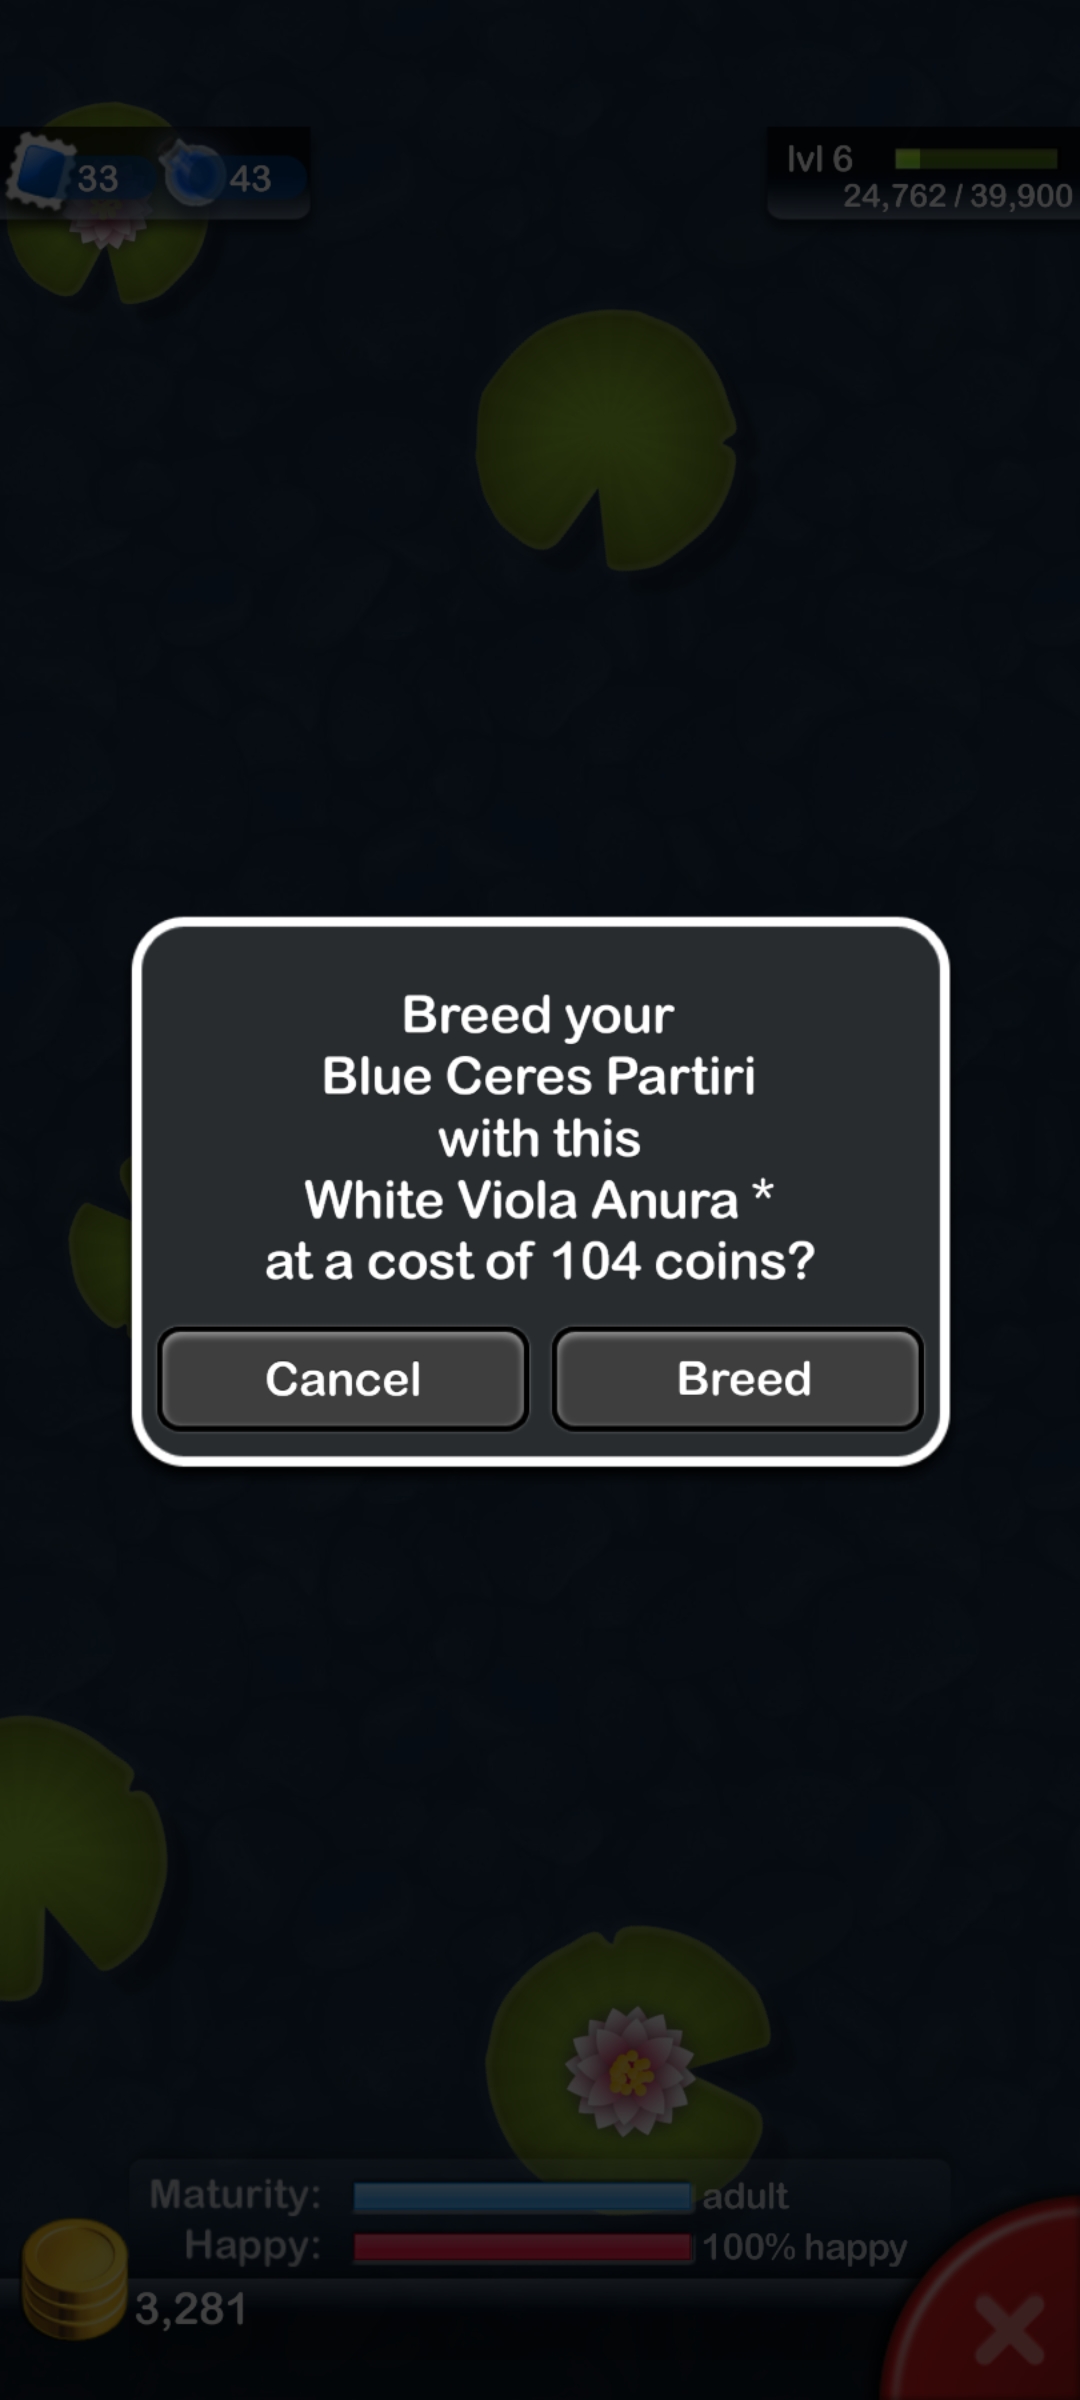 33 43
lvl 6
24,762 / 39,900
Breed your
Blue Ceres Partiri
with this
White Viola Anura *
at a cost of 104 coins?
Cancel Breed
Maturity: adult
Happy: 100% happy
3,281